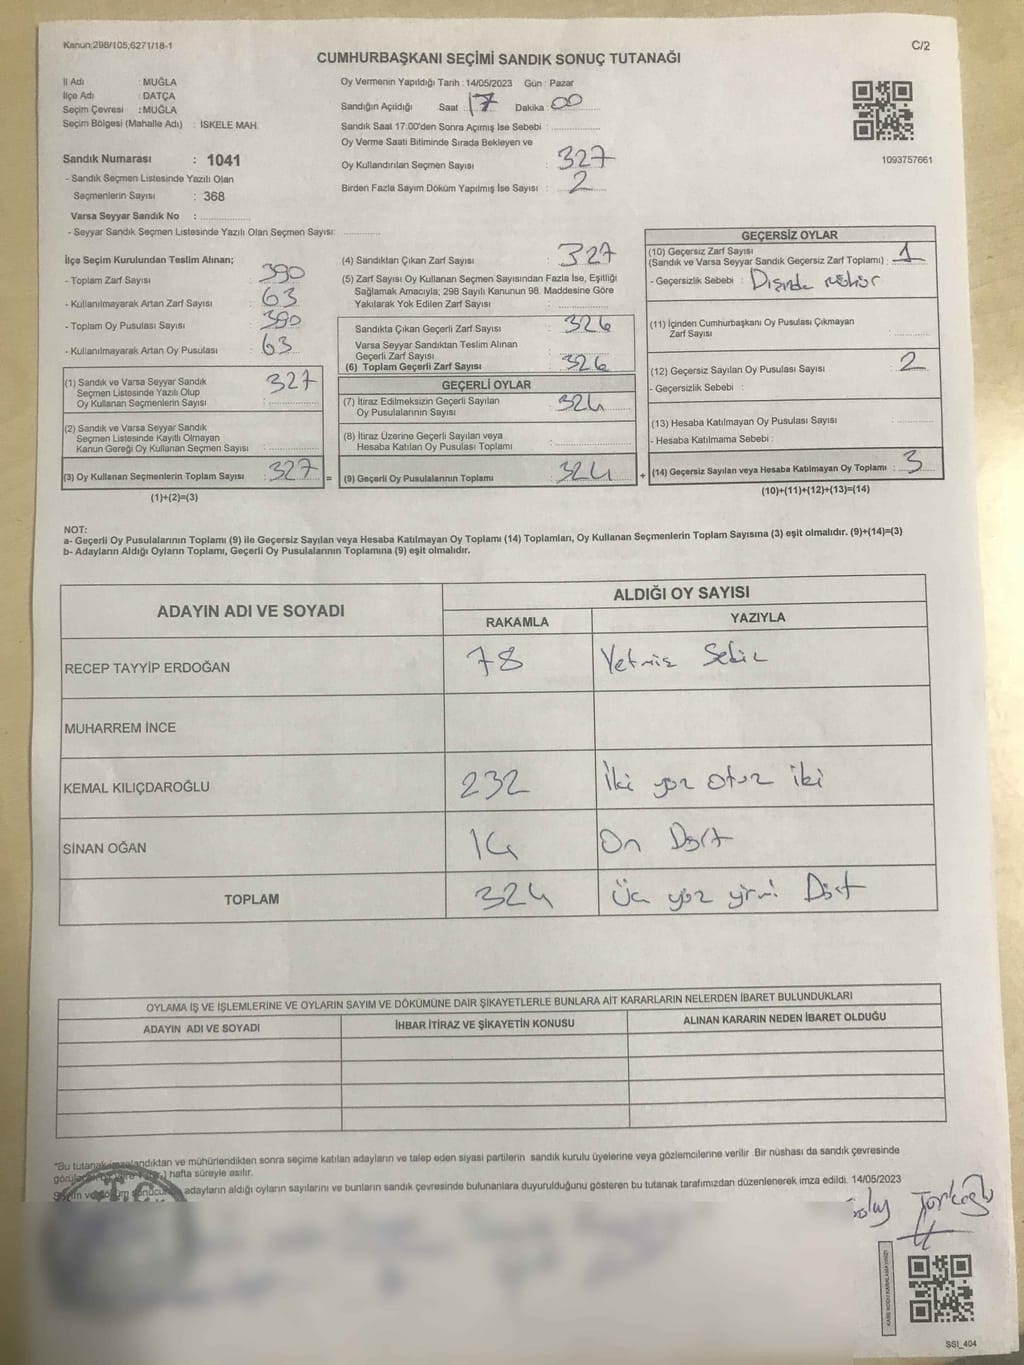 Kanun:298/105,6271/18-1
C/2
CUMHURBAŞKANI SEÇİMİ SANDIK SONUÇ TUTANAĞI
İl Adı : MUĞLA
İlçe Adı : DATÇA
Seçim Çevresi : MUĞLA
Seçim Bölgesi (Mahalle Adı) : İSKELE MAH.
Sandık Numarası : 1041
- Sandık Seçmen Listesinde Yazılı Olan
Seçmenlerin Sayısı : 368
Varsa Seyyar Sandık No :
- Seyyar Sandık Seçmen Listesinde Yazılı Olan Seçmen Sayısı:
Oy Vermenin Yapıldığı Tarih : 14/05/2023 Gün : Pazar
Sandığın Açıldığı Saat : 17 Dakika : 00
Sandık Saat 17:00'den Sonra Açımış İse Sebebi :
Oy Verme Saati Bitiminde Sırada Bekleyen ve
Oy Kullandırılan Seçmen Sayısı : 327
Birden Fazla Sayım Döküm Yapılmış İse Sayısı : 2
1093757661
İlçe Seçim Kurulundan Teslim Alınan;
- Toplam Zarf Sayısı : 390
- Kullanılmayarak Artan Zarf Sayısı : 63
- Toplam Oy Pusulası Sayısı : 390
- Kullanılmayarak Artan Oy Pusulası : 63
(1) Sandık ve Varsa Seyyar Sandık
Seçmen Listesinde Yazılı Olup
Oy Kullanan Seçmenlerin Sayısı : 327
(2) Sandık ve Varsa Seyyar Sandık
Seçmen Listesinde Kayıtlı Olmayan
Kanun Gereği Oy Kullanan Seçmen Sayısı :
(3) Oy Kullanan Seçmenlerin Toplam Sayısı : 327
(1)+(2)=(3)
=
(4) Sandıktan Çıkan Zarf Sayısı : 327
(5) Zarf Sayısı Oy Kullanan Seçmen Sayısından Fazla İse, Eşitliği
Sağlamak Amacıyla; 298 Sayılı Kanunun 98. Maddesine Göre
Yakılarak Yok Edilen Zarf Sayısı :
Sandıkta Çıkan Geçerli Zarf Sayısı : 326
Varsa Seyyar Sandıktan Teslim Alınan
Geçerli Zarf Sayısı :
(6) Toplam Geçerli Zarf Sayısı : 326
GEÇERLİ OYLAR
(7) İtiraz Edilmeksizin Geçerli Sayılan
Oy Pusulalarının Sayısı : 324
(8) İtiraz Üzerine Geçerli Sayılan veya
Hesaba Katılan Oy Pusulası Toplamı :
(9) Geçerli Oy Pusulalarının Toplamı : 324
+
GEÇERSİZ OYLAR
(10) Geçersiz Zarf Sayısı
(Sandık ve Varsa Seyyar Sandık Geçersiz Zarf Toplamı) : 1
- Geçersizlik Sebebi : Dışında mühür
(11) İçinden Cumhurbaşkanı Oy Pusulası Çıkmayan
Zarf Sayısı :
(12) Geçersiz Sayılan Oy Pusulası Sayısı : 2
- Geçersizlik Sebebi :
(13) Hesaba Katılmayan Oy Pusulası Sayısı :
- Hesaba Katılmama Sebebi :
(14) Geçersiz Sayılan veya Hesaba Katılmayan Oy Toplamı : 3
(10)+(11)+(12)+(13)=(14)
NOT:
a- Geçerli Oy Pusulalarının Toplamı (9) ile Geçersiz Sayılan veya Hesaba Katılmayan Oy Toplamı (14) Toplamları, Oy Kullanan Seçmenlerin Toplam Sayısına (3) eşit olmalıdır. (9)+(14)=(3)
b- Adayların Aldığı Oyların Toplamı, Geçerli Oy Pusulalarının Toplamına (9) eşit olmalıdır.
ADAYIN ADI VE SOYADI
ALDIĞI OY SAYISI
RAKAMLA YAZIYLA
RECEP TAYYİP ERDOĞAN 78 Yetmiş Sekiz
MUHARREM İNCE
KEMAL KILIÇDAROĞLU 232 İki yüz otuz iki
SİNAN OĞAN 14 On Dört
TOPLAM 324 Üç yüz yirmi Dört
OYLAMA İŞ VE İŞLEMLERİNE VE OYLARIN SAYIM VE DÖKÜMÜNE DAİR ŞİKAYETLERLE BUNLARA AİT KARARLARIN NELERDEN İBARET BULUNDUKLARI
ADAYIN ADI VE SOYADI İHBAR İTİRAZ VE ŞİKAYETİN KONUSU ALINAN KARARIN NEDEN İBARET OLDUĞU
"Bu tutanak imzalandıktan ve mühürlendikten sonra seçime katılan adayların ve talep eden siyasi partilerin sandık kurulu üyelerine veya gözlemcilerine verilir. Bir nüshası da sandık çevresinde
hafta süreyle asılır.
adayların aldığı oyların sayılarını ve bunların sandık çevresinde bulunanlara duyurulduğunu gösteren bu tutanak tarafımızdan düzenlenerek imza edildi. 14/05/2023
SSI_404